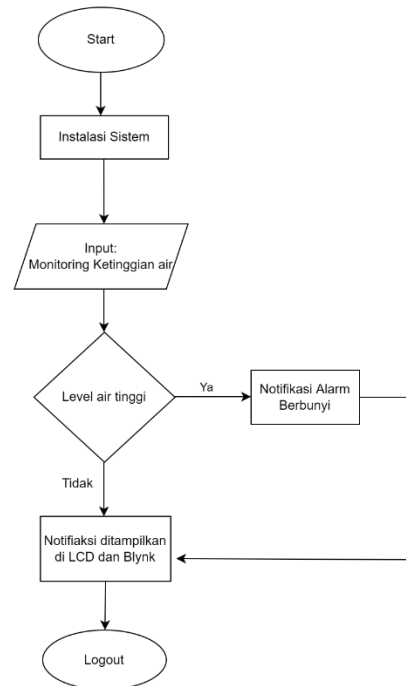 Start
Instalasi Sistem
Input:
Monitoring Ketinggian air
Level air tinggi
Ya
Notifikasi Alarm
Berbunyi
Tidak
Notifiaksi ditampilkan
di LCD dan Blynk
Logout